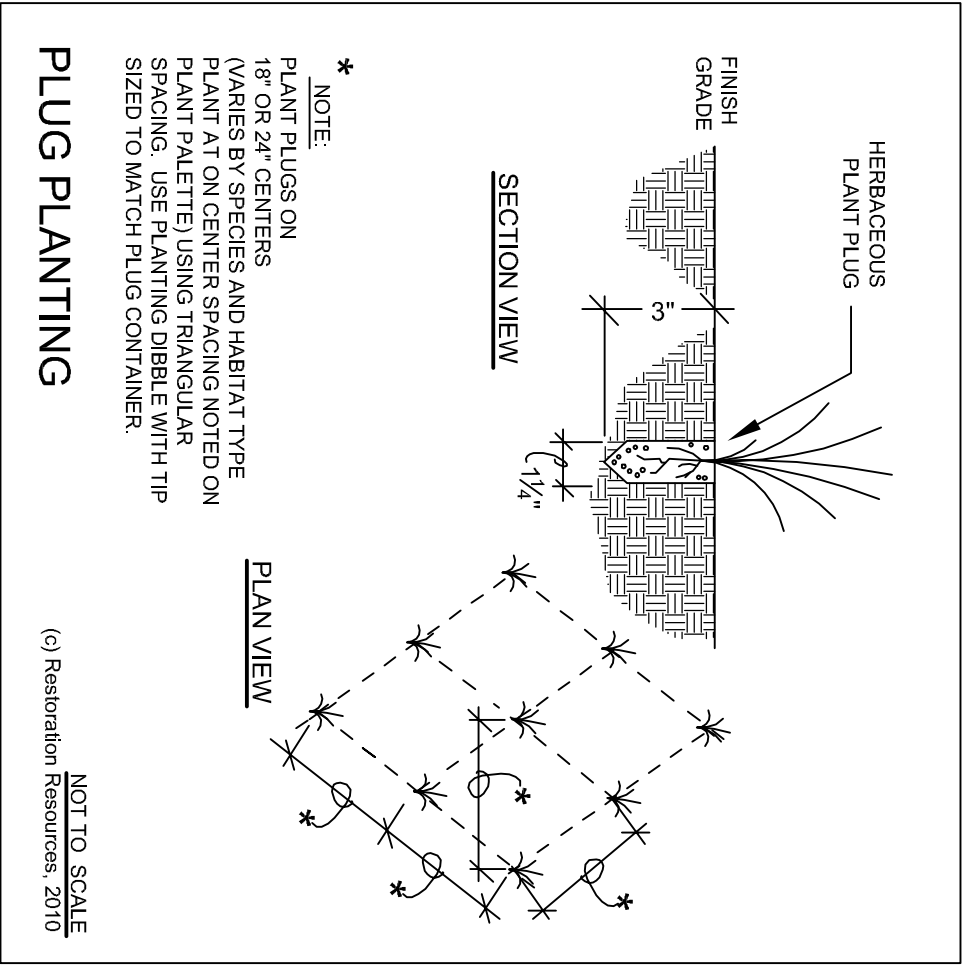 HERBACEOUS
PLANT PLUG
FINISH
GRADE
3"
1¼"
SECTION VIEW
PLAN VIEW
*
*
*
*
*
NOTE:
PLANT PLUGS ON
18" OR 24" CENTERS
(VARIES BY SPECIES AND HABITAT TYPE
PLANT AT ON CENTER SPACING NOTED ON
PLANT PALETTE) USING TRIANGULAR
SPACING. USE PLANTING DIBBLE WITH TIP
SIZED TO MATCH PLUG CONTAINER.
PLUG PLANTING
NOT TO SCALE
(c) Restoration Resources, 2010